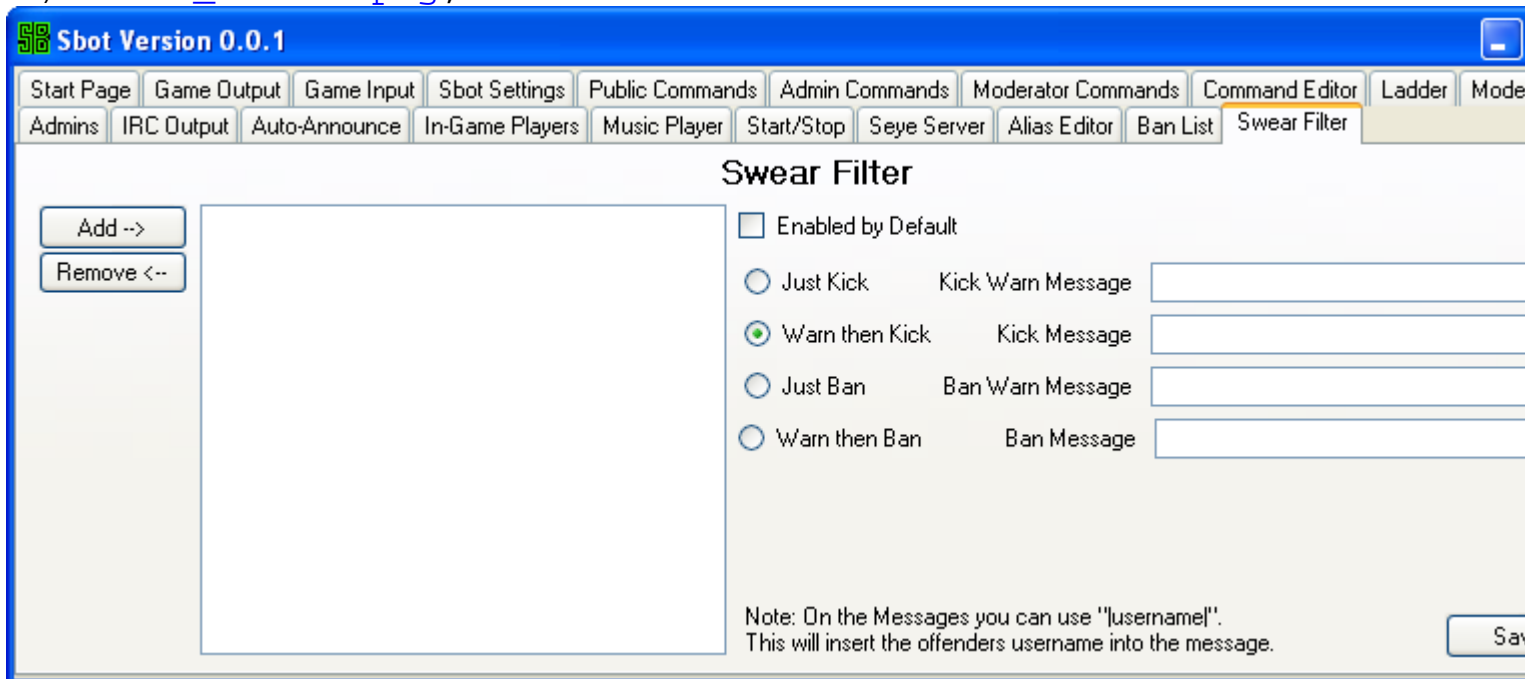 Sbot Version 0.0.1
Start Page Game Output Game Input Sbot Settings Public Commands Admin Commands Moderator Commands Command Editor Ladder
Admins IRC Output Auto-Announce In-Game Players Music Player Start/Stop Seye Server Alias Editor Ban List Swear Filter
Swear Filter
Add -->
Remove <--
Enabled by Default
Just Kick Kick Warn Message
Warn then Kick Kick Message
Just Ban Ban Warn Message
Warn then Ban Ban Message
Note: On the Messages you can use "|username|".
This will insert the offenders username into the message.